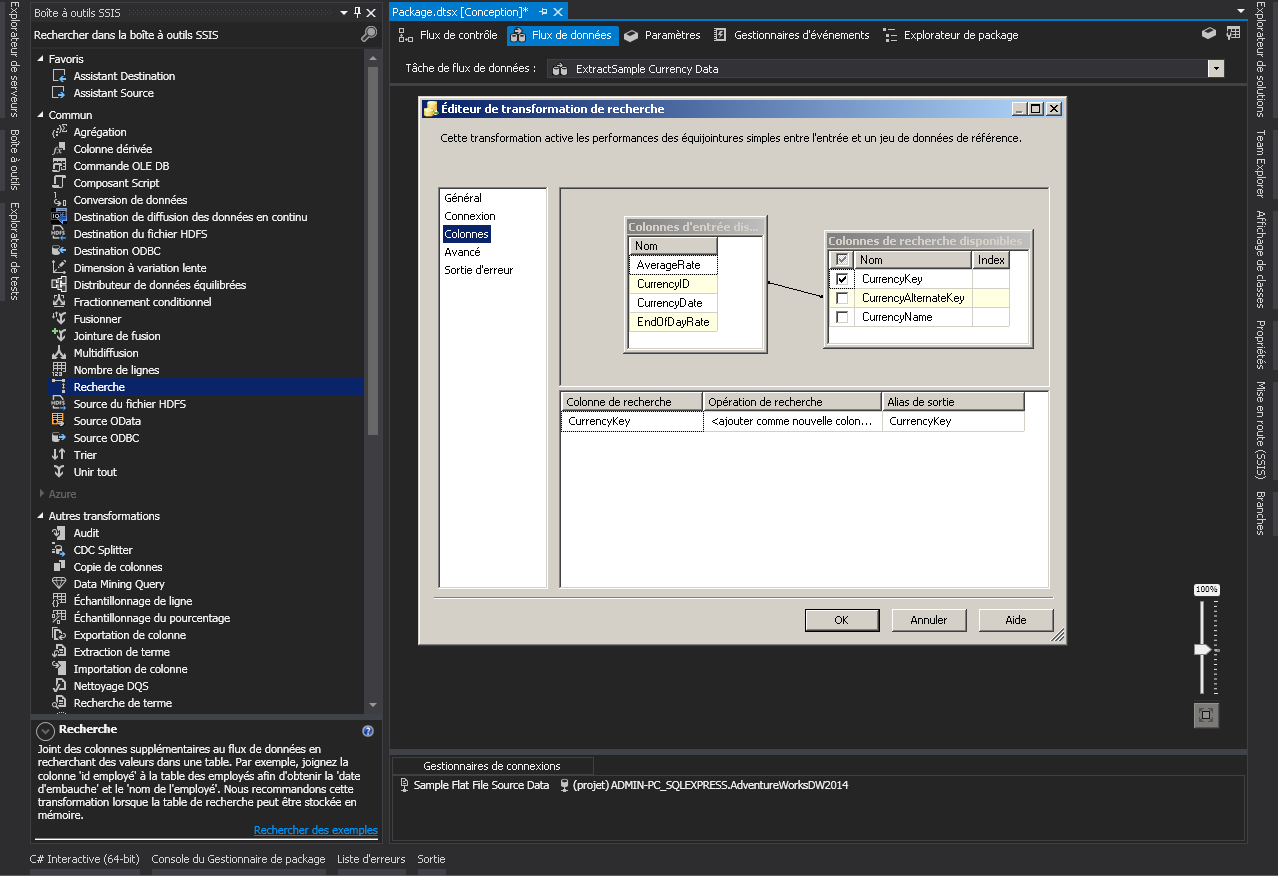 Explorateur de serveurs
Boîte à outils
Explorateur de tests
Boîte à outils SSIS
Rechercher dans la boîte à outils SSIS
Favoris
Assistant Destination
Assistant Source
Commun
Agrégation
Colonne dérivée
Commande OLE DB
Composant Script
Conversion de données
Destination de diffusion des données en continu
Destination du fichier HDFS
Destination ODBC
Dimension à variation lente
Distributeur de données équilibrées
Fractionnement conditionnel
Fusionner
Jointure de fusion
Multidiffusion
Nombre de lignes
Recherche
Source du fichier HDFS
Source OData
Source ODBC
Trier
Unir tout
Azure
Autres transformations
Audit
CDC Splitter
Copie de colonnes
Data Mining Query
Échantillonnage de ligne
Échantillonnage du pourcentage
Exportation de colonne
Extraction de terme
Importation de colonne
Nettoyage DQS
Recherche de terme
Recherche
Joint des colonnes supplémentaires au flux de données en
recherchant des valeurs dans une table. Par exemple, joignez la
colonne 'id employé' à la table des employés afin d'obtenir la 'date
d'embauche' et le 'nom de l'employé'. Nous recommandons cette
transformation lorsque la table de recherche peut être stockée en
mémoire.
Rechercher des exemples
Package.dtsx [Conception]*
Flux de contrôle Flux de données Paramètres Gestionnaires d'événements Explorateur de package
Tâche de flux de données : ExtractSample Currency Data
Éditeur de transformation de recherche
Cette transformation active les performances des équijointures simples entre l'entrée et un jeu de données de référence.
Général
Connexion
Colonnes
Avancé
Sortie d'erreur
Colonnes d'entrée dis...
Nom
AverageRate
CurrencyID
CurrencyDate
EndOfDayRate
Colonnes de recherche disponibles
Nom Index
CurrencyKey
CurrencyAlternateKey
CurrencyName
Colonne de recherche Opération de recherche Alias de sortie
CurrencyKey <ajouter comme nouvelle colon... CurrencyKey
OK Annuler Aide
100%
Gestionnaires de connexions
Sample Flat File Source Data (projet) ADMIN-PC_SQLEXPRESS.AdventureWorksDW2014
Explorateur de solutions
Team Explorer
Affichage de classes
Propriétés
Mise en route (SSIS)
Branches
C# Interactive (64-bit) Console du Gestionnaire de package Liste d'erreurs Sortie